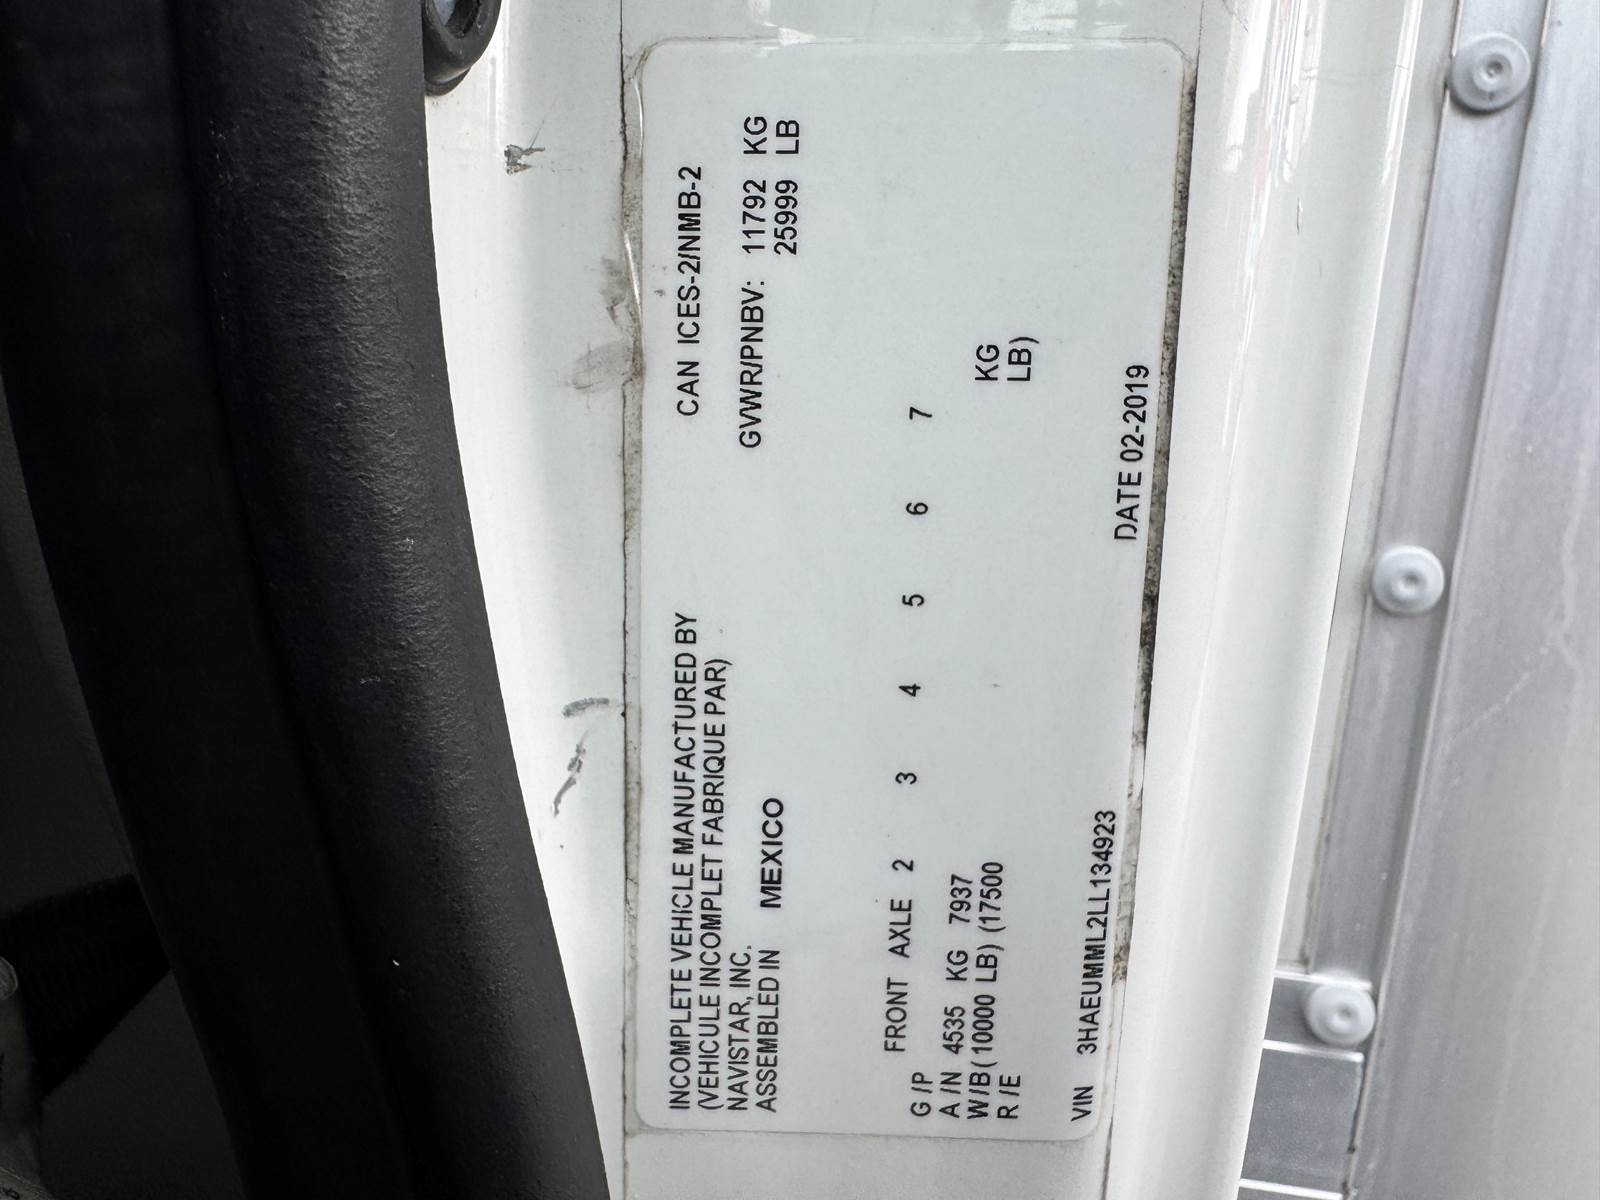 INCOMPLETE VEHICLE MANUFACTURED BY
(VEHICULE INCOMPLET FABRIQUE PAR)
NAVISTAR, INC.
ASSEMBLED IN MEXICO
CAN ICES-2/NMB-2
GVWR/PNBV: 11792 KG
25999 LB
FRONT AXLE 2 3 4 5 6 7
G/P
A/N 4535 KG 7937 KG
W/B (10000 LB) (17500 LB)
R/E
VIN 3HAEUMML2LL134923 DATE 02-2019